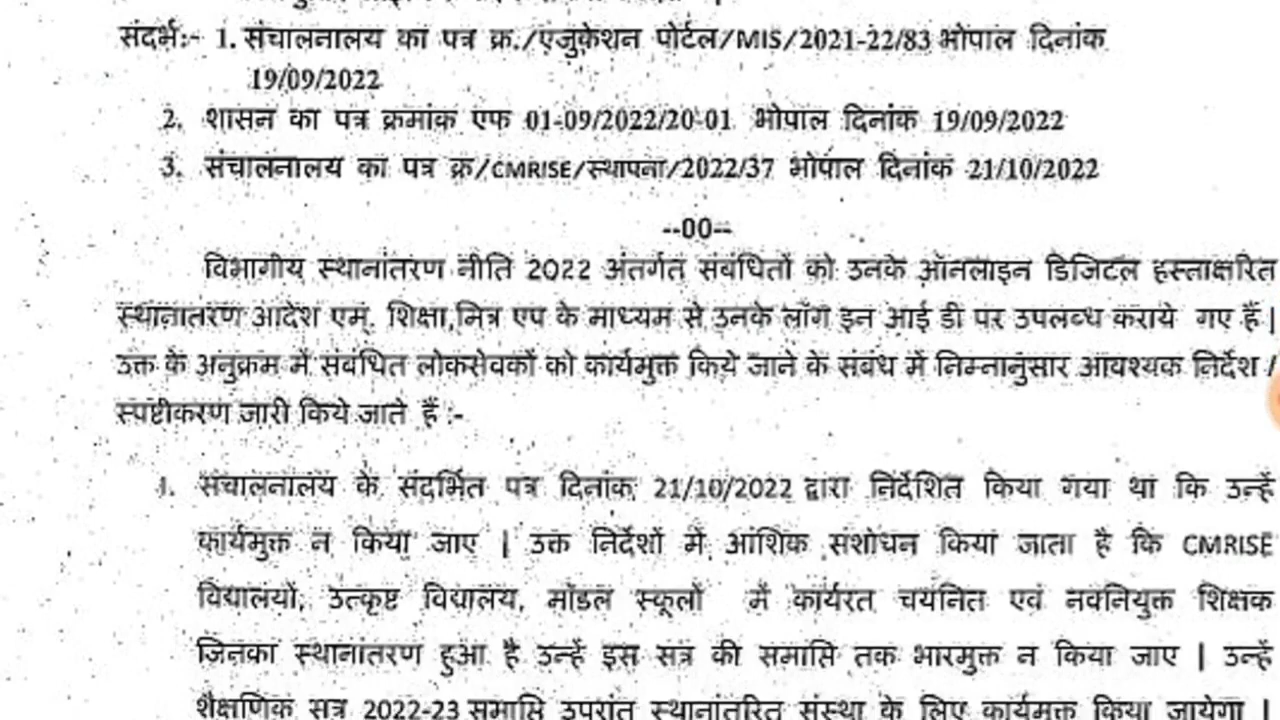 संदर्भ:- 1. संचालनालय का पत्र क्र./एजुकेशन पोर्टल/MIS/2021-22/83 भोपाल दिनांक
19/09/2022
2. शासन का पत्र क्रमांक एफ 01-09/2022/20-01 भोपाल दिनांक 19/09/2022
3. संचालनालय का पत्र क्र/CMRISE/स्थापना/2022/37 भोपाल दिनांक 21/10/2022
--00--
विभागीय स्थानांतरण नीति 2022 अंतर्गत संबंधितों को उनके ऑनलाइन डिजिटल हस्ताक्षरित
स्थानातरण आदेश एम. शिक्षा मित्र एप के माध्यम से उनके लॉग इन आई डी पर उपलब्ध कराये गए हैं |
उक्त के अनुक्रम में संबंधित लोकसेवकों को कार्यमुक्त किये जाने के संबंध में निम्नानुसार आवश्यक निर्देश /
स्पष्टीकरण जारी किये जाते हैं :-
1. संचालनालय के संदर्भित पत्र दिनांक 21/10/2022 द्वारा निर्देशित किया गया था कि उन्हें
कार्यमुक्त न किया जाए | उक्त निर्देशों में आंशिक संशोधन किया जाता है कि CMRISE
विद्यालयों, उत्कृष्ट विद्यालय, मॉडल स्कूलों में कार्यरत चयनित एवं नवनियुक्त शिक्षक
जिनका स्थानांतरण हुआ है उन्हें इस सत्र की समाप्ति तक भारमुक्त न किया जाए | उन्हें
शैक्षणिक सत्र 2022-23 समाप्ति उपरांत स्थानांतरित संस्था के लिए कार्यमुक्त किया जायेगा |